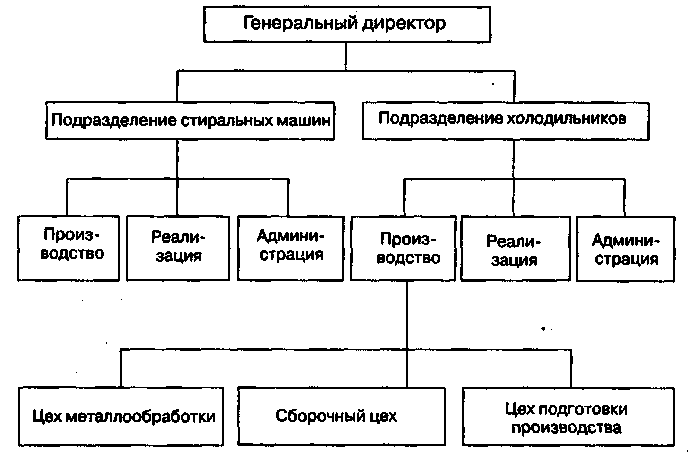 Генеральный директор
Подразделение стиральных машин
Подразделение холодильников
Произ-
водство
Реали-
зация
Админи-
страция
Произ-
водство
Реали-
зация
Админи-
страция
Цех металлообработки
Сборочный цех
Цех подготовки
производства